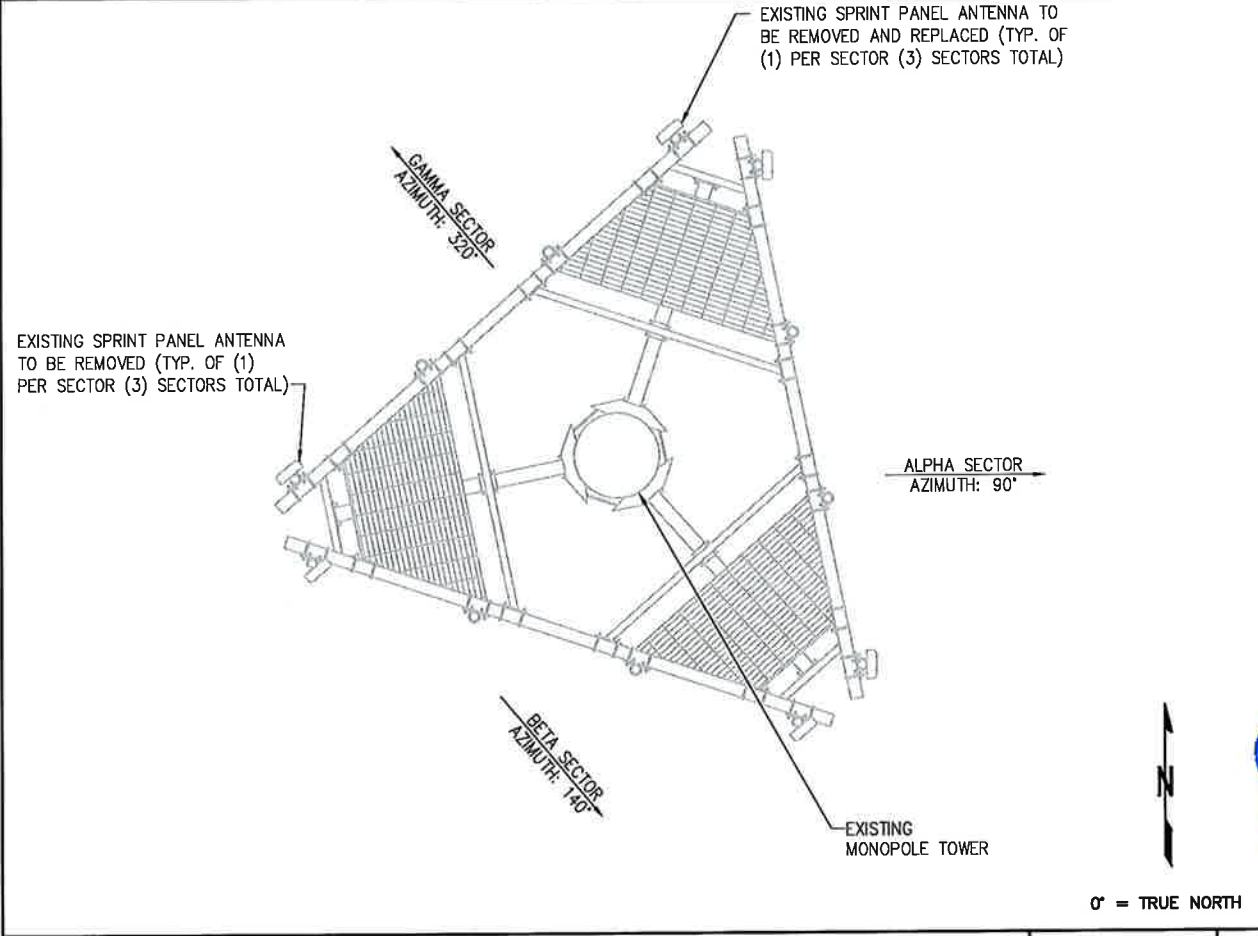 EXISTING SPRINT PANEL ANTENNA TO
BE REMOVED AND REPLACED (TYP. OF
(1) PER SECTOR (3) SECTORS TOTAL)
GAMMA SECTOR
AZIMUTH: 320°
EXISTING SPRINT PANEL ANTENNA
TO BE REMOVED (TYP. OF (1)
PER SECTOR (3) SECTORS TOTAL)
ALPHA SECTOR
AZIMUTH: 90°
BETA SECTOR
AZIMUTH: 140°
EXISTING
MONOPOLE TOWER
N
0° = TRUE NORTH